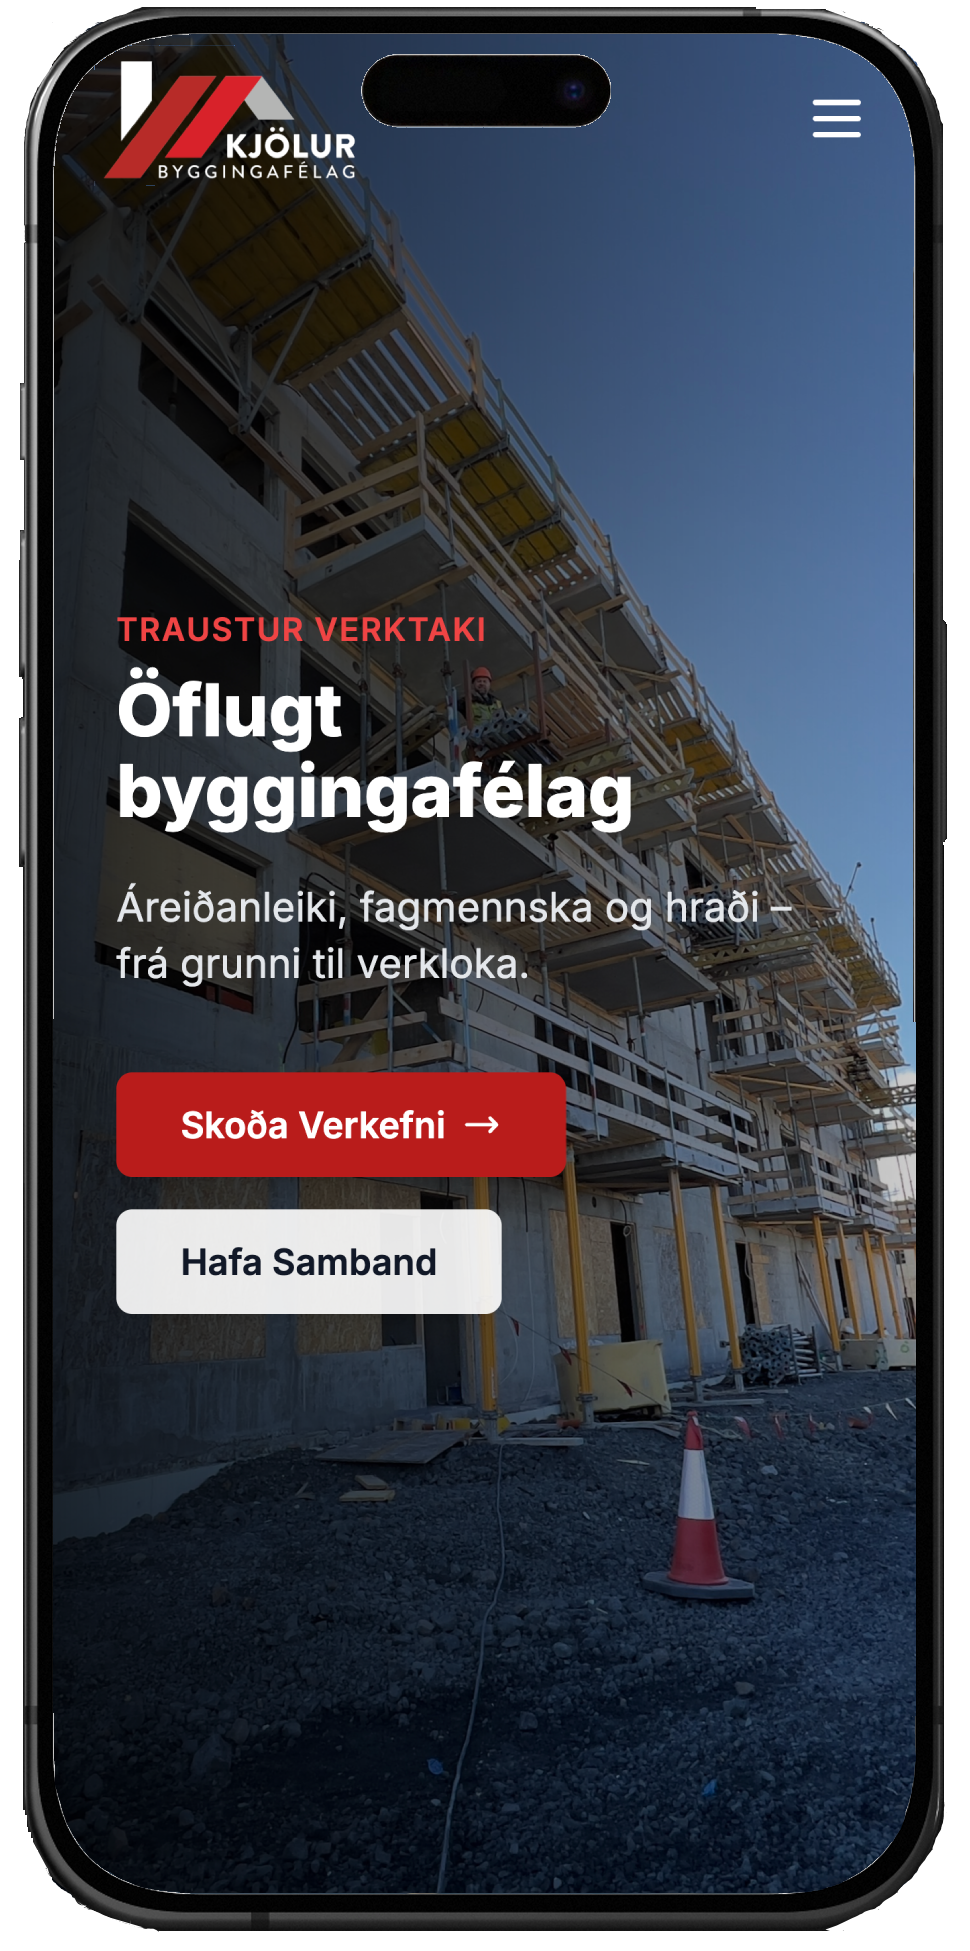 KJÖLUR
BYGGINGAFÉLAG
TRAUSTUR VERKTAKI
Öflugt
byggingafélag
Áreiðanleiki, fagmennska og hraði –
frá grunni til verkloka.
Skoða Verkefni →
Hafa Samband